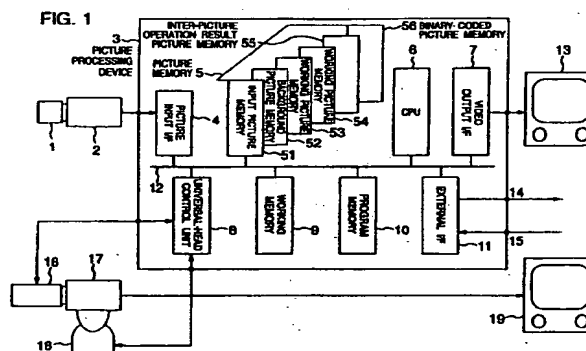 FIG. 1
3
PICTURE
PROCESSING
DEVICE
INTER-PICTURE
OPERATION RESULT
PICTURE MEMORY
55
56
BINARY-CODED
PICTURE MEMORY
PICTURE
MEMORY 5
6
7
13
PICTURE
INPUT I/F
4
INPUT PICTURE
MEMORY
BACKGROUND
PICTURE MEMORY
WORKING PICTURE
MEMORY
WORKING PICTURE
MEMORY
CPU
VIDEO
OUTPUT I/F
54
53
52
51
1
2
12
14
UNIVERSAL-HEAD
CONTROL UNIT
8
WORKING
MEMORY
9
PROGRAM
MEMORY
10
EXTERNAL I/F
11
15
16
17
18
19